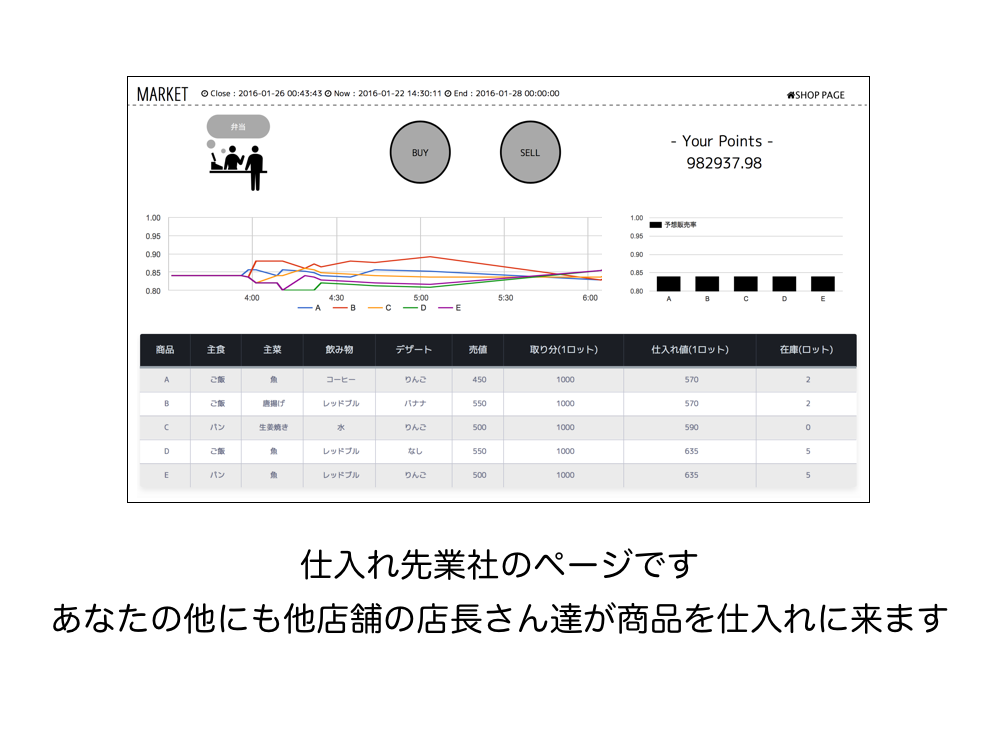 MARKET Close : 2016-01-26 00:43:43 Now : 2016-01-22 14:30:11 End : 2016-01-28 00:00:00 SHOP PAGE
弁当
BUY SELL
- Your Points -
982937.98
1.00
0.95
0.90
0.85
0.80
4:00 4:30 5:00 5:30 6:00
A B C D E
1.00
0.95
0.90
0.85
0.80
予想販売率
A B C D E
商品 主食 主菜 飲み物 デザート 売値 取り分(1ロット) 仕入れ値(1ロット) 在庫(ロット)
A ご飯 魚 コーヒー りんご 450 1000 570 2
B ご飯 唐揚げ レッドブル バナナ 550 1000 570 2
C パン 生姜焼き 水 りんご 500 1000 590 0
D ご飯 魚 レッドブル なし 550 1000 635 5
E パン 魚 レッドブル りんご 500 1000 635 5
仕入れ先業社のページです
あなたの他にも他店舗の店長さん達が商品を仕入れに来ます